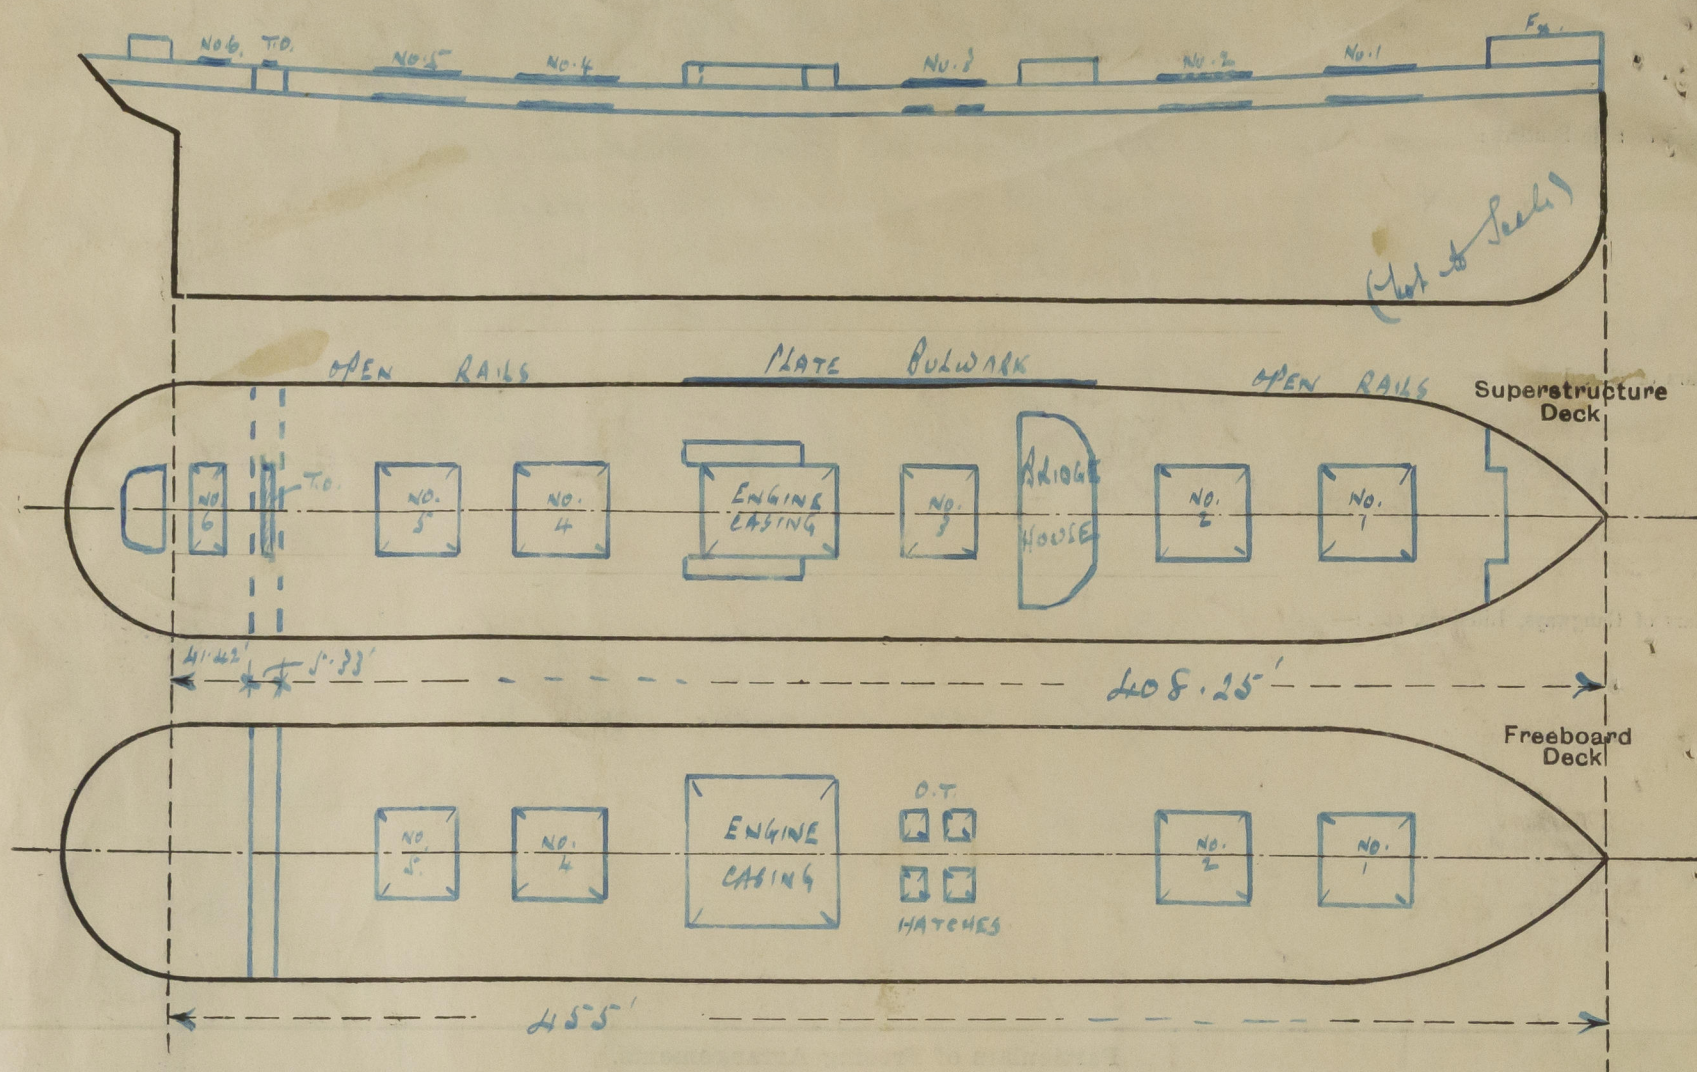 NO.6. T.O. NO.5 NO.4 NO.3 NO.2 NO.1 Fx.
(Not to Scale)
OPEN RAILS PLATE BULWARK OPEN RAILS
Superstructure
Deck
NO.
6
T.O.
NO.
5
NO.
4
ENGINE
CASING
NO.
3
BRIDGE
HOUSE
NO.
2
NO.
1
41.42' 5.33' 408.25'
Freeboard
Deck
NO.
5.
NO.
4
ENGINE
CASING
O.T.
HATCHES
NO.
2
NO.
1
455'